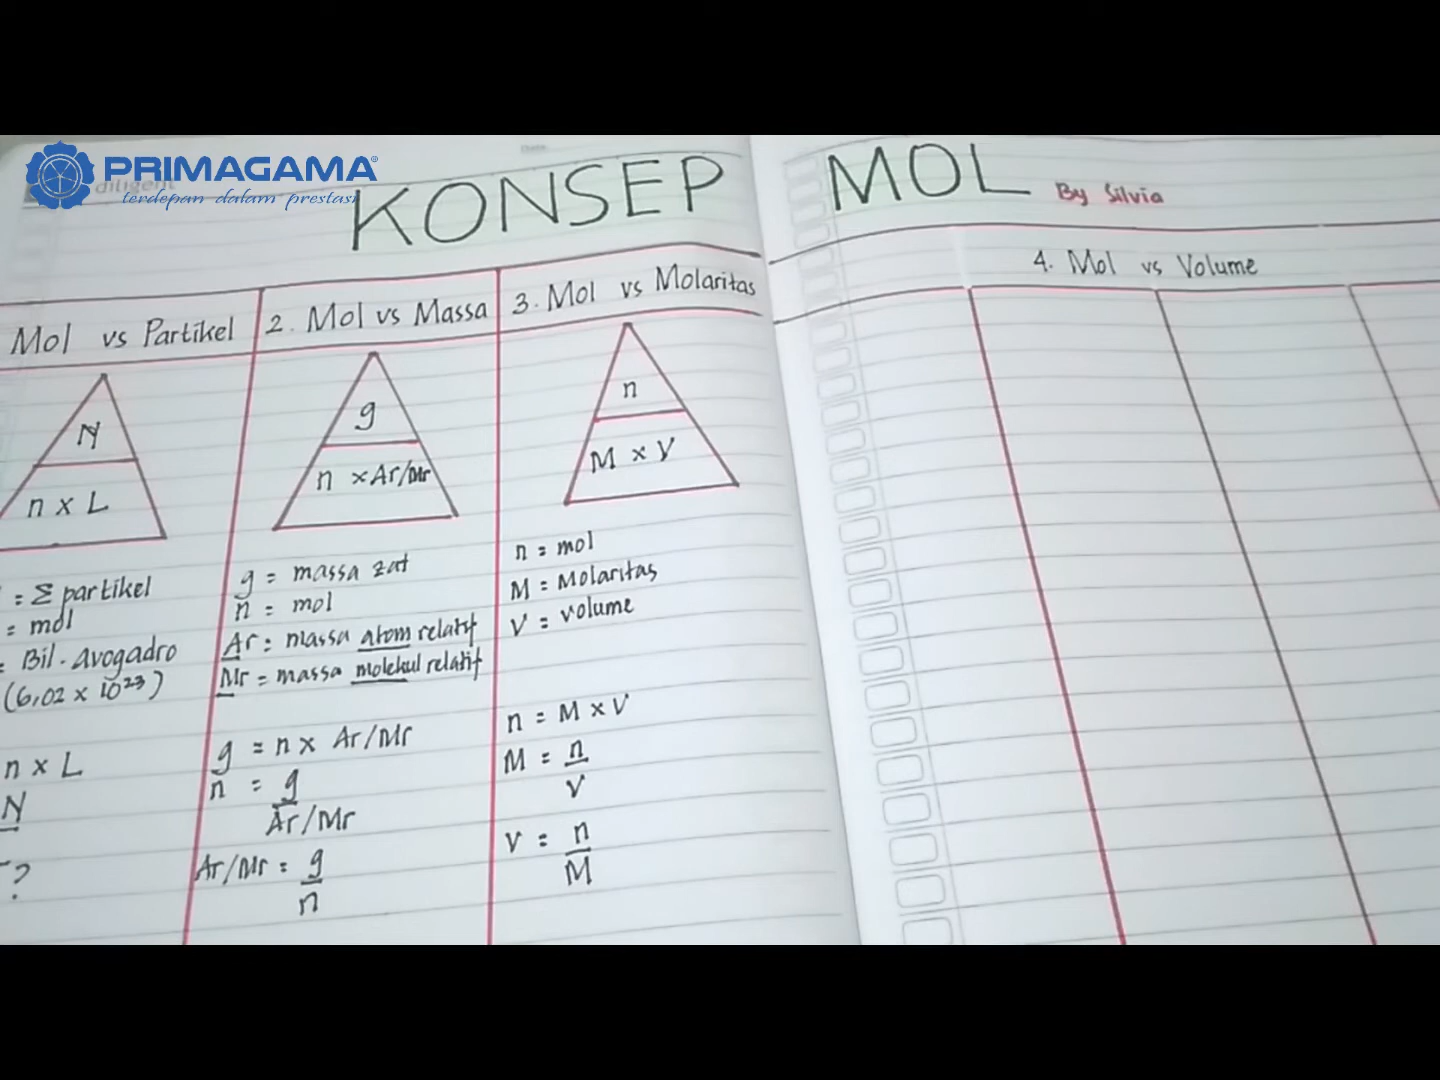 PRIMAGAMA®
terdepan dalam prestasi
diligent
Date
KONSEP MOL By Silvia
Mol vs Partikel
N
n x L
= Σ partikel
= mol
= Bil. Avogadro
(6,02 x 10²³)
n x L
N
?
2. Mol vs Massa
g
n x Ar/Mr
g = massa zat
n = mol
Ar = massa atom relatif
Mr = massa molekul relatif
g = n x Ar/Mr
n = g
Ar/Mr
Ar/Mr = g
n
3. Mol vs Molaritas
n
M x V
n = mol
M = Molaritas
V = volume
n = M x V
M = n
V
V = n
M
4. Mol vs Volume